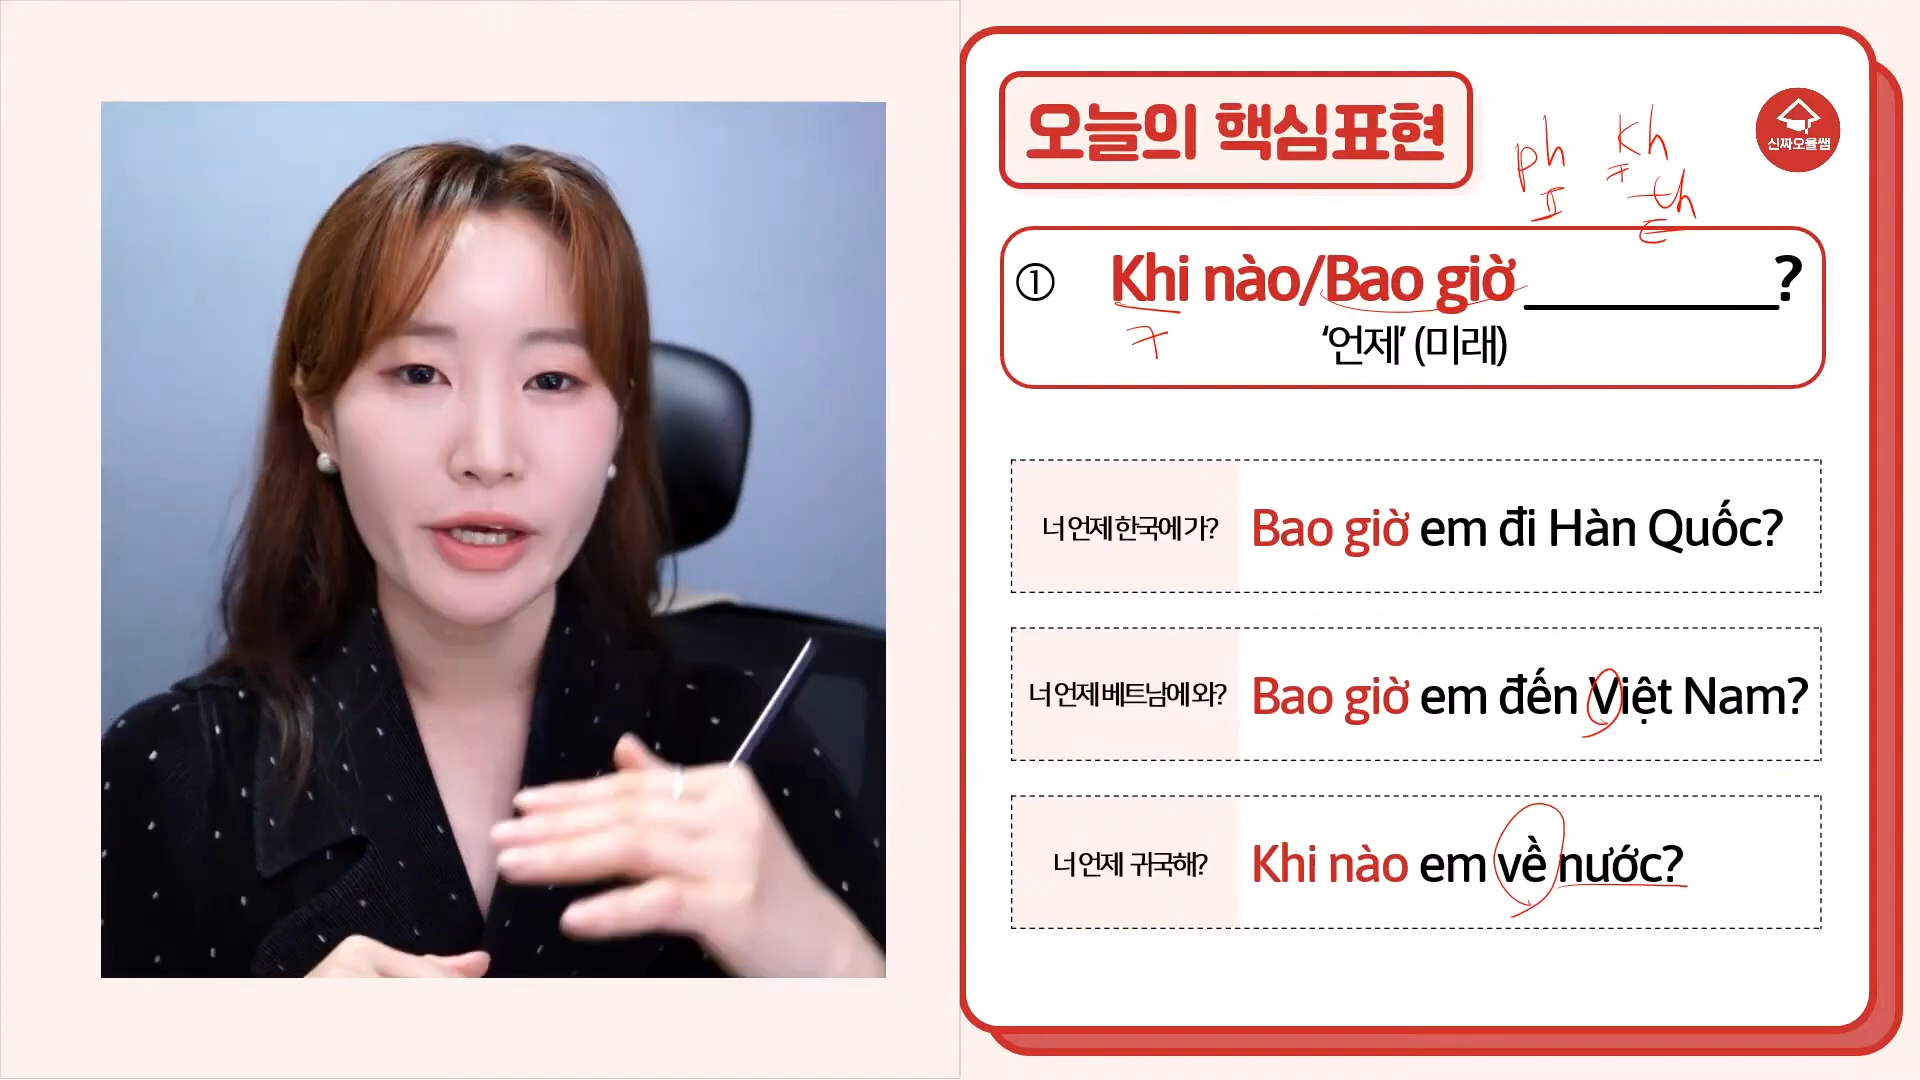 오늘의 핵심표현
ph kh
ㅍ ㅋ
th
ㅌ
신짜오율쌤
① Khi nào/Bao giờ __________?
ㅋ
‘언제’ (미래)
너 언제 한국에 가? Bao giờ em đi Hàn Quốc?
너 언제 베트남에 와? Bao giờ em đến Việt Nam?
너 언제 귀국해? Khi nào em về nước?